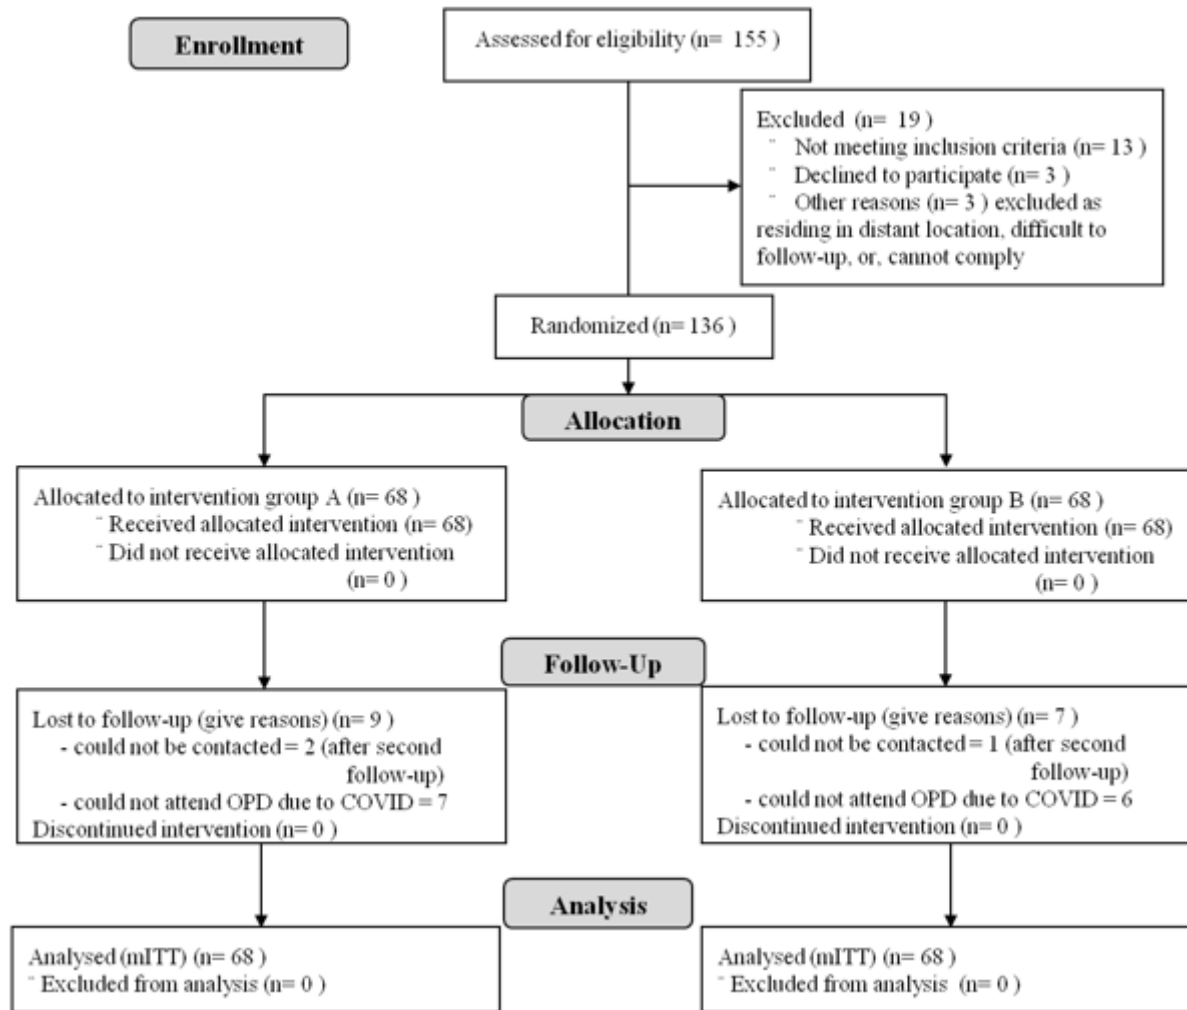 Enrollment
Assessed for eligibility (n= 155 )
Excluded (n= 19 )
¨ Not meeting inclusion criteria (n= 13 )
¨ Declined to participate (n= 3 )
¨ Other reasons (n= 3 ) excluded as
residing in distant location, difficult to
follow-up, or, cannot comply
Randomized (n= 136 )
Allocation
Allocated to intervention group A (n= 68 )
¨ Received allocated intervention (n= 68)
¨ Did not receive allocated intervention
(n= 0 )
Allocated to intervention group B (n= 68 )
¨ Received allocated intervention (n= 68)
¨ Did not receive allocated intervention
(n= 0 )
Follow-Up
Lost to follow-up (give reasons) (n= 9 )
- could not be contacted = 2 (after second
follow-up)
- could not attend OPD due to COVID = 7
Discontinued intervention (n= 0 )
Lost to follow-up (give reasons) (n= 7 )
- could not be contacted = 1 (after second
follow-up)
- could not attend OPD due to COVID = 6
Discontinued intervention (n= 0 )
Analysis
Analysed (mITT) (n= 68 )
¨ Excluded from analysis (n= 0 )
Analysed (mITT) (n= 68 )
¨ Excluded from analysis (n= 0 )